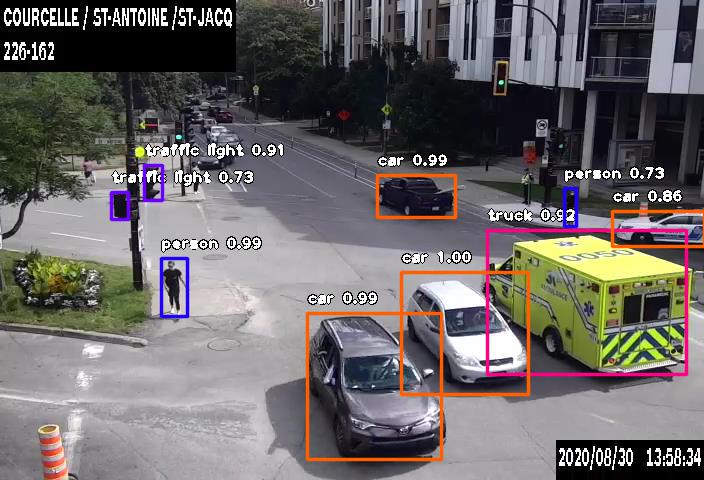 COURCELLE / ST-ANTOINE /ST-JACQ
226-162
traffic light 0.91
traffic light 0.73
car 0.99
person 0.73
car 0.86
truck 0.92
person 0.99
car 1.00
car 0.99
0050
AMBULANCE
2020/08/30 13:58:34